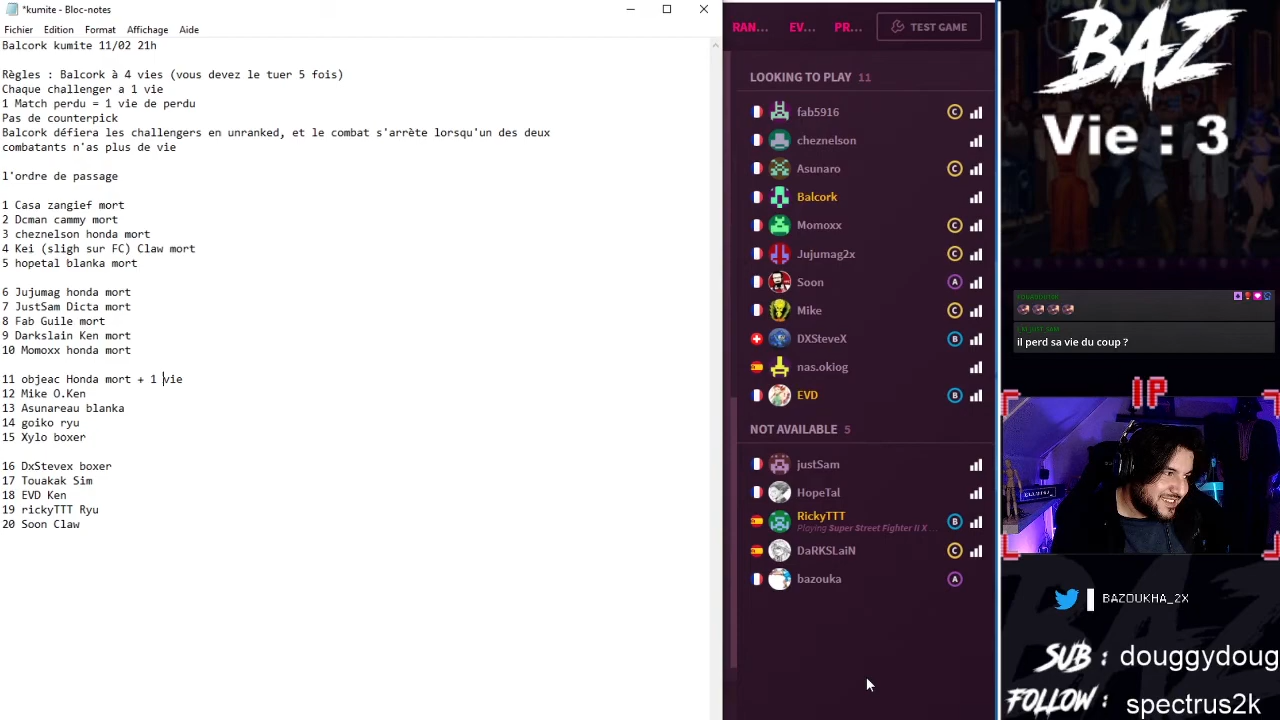 *kumite - Bloc-notes
Fichier Edition Format Affichage Aide
Balcork kumite 11/02 21h
Règles : Balcork à 4 vies (vous devez le tuer 5 fois)
Chaque challenger a 1 vie
1 Match perdu = 1 vie de perdu
Pas de counterpick
Balcork défiera les challengers en unranked, et le combat s'arrète lorsqu'un des deux
combatants n'as plus de vie
l'ordre de passage
1 Casa zangief mort
2 Dcman cammy mort
3 cheznelson honda mort
4 Kei (sligh sur FC) Claw mort
5 hopetal blanka mort
6 Jujumag honda mort
7 JustSam Dicta mort
8 Fab Guile mort
9 Darkslain Ken mort
10 Momoxx honda mort
11 objeac Honda mort + 1 vie
12 Mike O.Ken
13 Asunareau blanka
14 goiko ryu
15 Xylo boxer
16 DxStevex boxer
17 Touakak Sim
18 EVD Ken
19 rickyTTT Ryu
20 Soon Claw
RAN... EV... PR... TEST GAME
LOOKING TO PLAY 11
fab5916 C
cheznelson
Asunaro C
Balcork
Momoxx C
Jujumag2x C
Soon A
Mike C
DXSteveX B
nas.okiog
EVD B
NOT AVAILABLE 5
justSam
HopeTal
RickyTTT B
Playing Super Street Fighter II X ...
DaRKSLaiN C
bazouka A
BAZ
Vie : 3
il perd sa vie du coup ?
1P
BAZOUKHA_2X
SUB : douggydoug
FOLLOW : spectrus2k